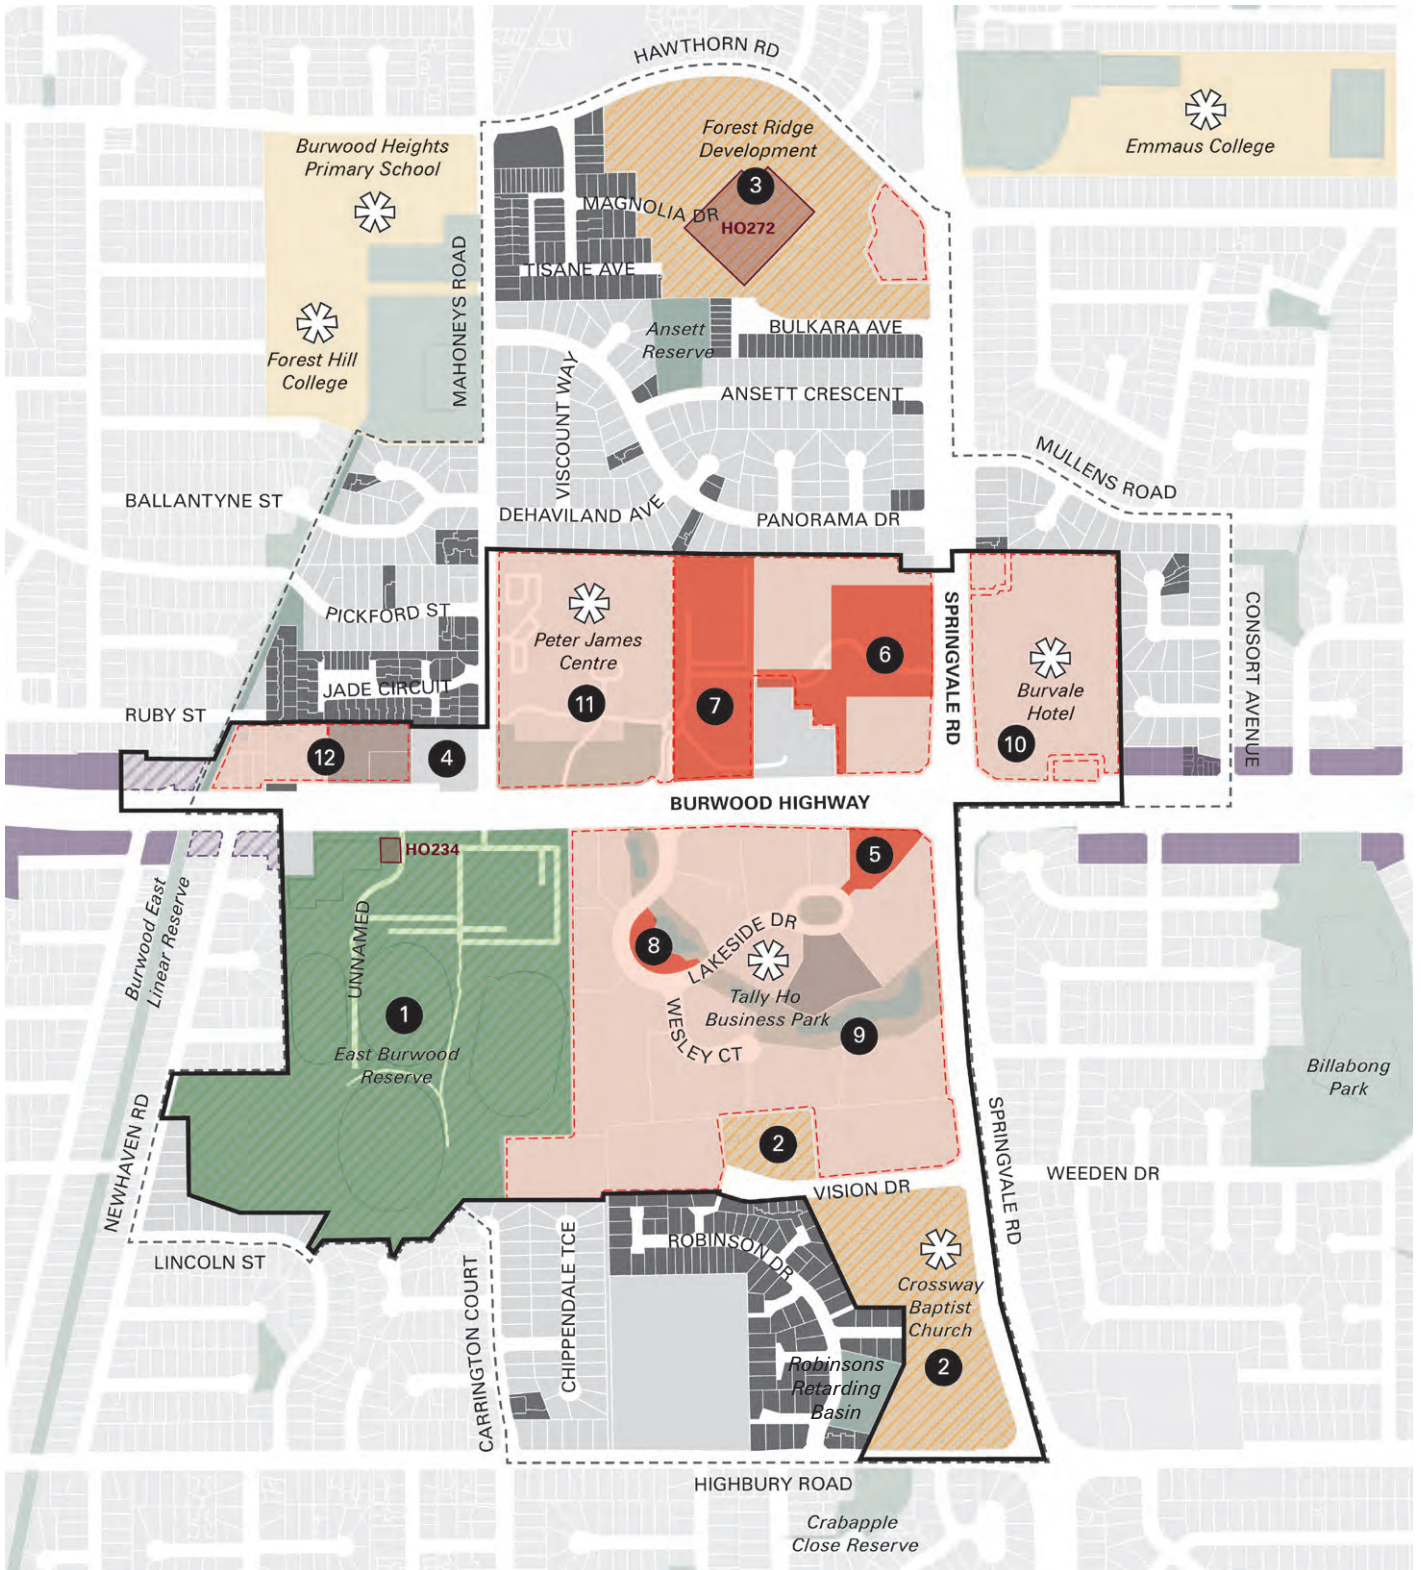 HAWTHORN RD
Burwood Heights
Primary School
Forest Ridge
Development
Emmaus College
3
MAGNOLIA DR
HO272
TISANE AVE
MAHONEYS ROAD
Forest Hill
College
Ansett
Reserve
BULKARA AVE
VISCOUNT WAY
ANSETT CRESCENT
MULLENS ROAD
BALLANTYNE ST
DEHAVILAND AVE
PANORAMA DR
PICKFORD ST
Peter James
Centre
SPRINGVALE RD
CONSORT AVENUE
6
Burvale
Hotel
JADE CIRCUIT
11
7
RUBY ST
12
4
10
BURWOOD HIGHWAY
HO234
5
Burwood East
Linear Reserve
UNNAMED
8
LAKESIDE DR
Tally Ho
Business Park
WESLEY CT
1
East Burwood
Reserve
9
Billabong
Park
NEWHAVEN RD
2
SPRINGVALE RD
WEEDEN DR
VISION DR
LINCOLN ST
CARRINGTON COURT
CHIPPENDALE TCE
ROBINSON DR
Crossway
Baptist
Church
2
Robinsons
Retarding
Basin
HIGHBURY ROAD
Crabapple
Close Reserve